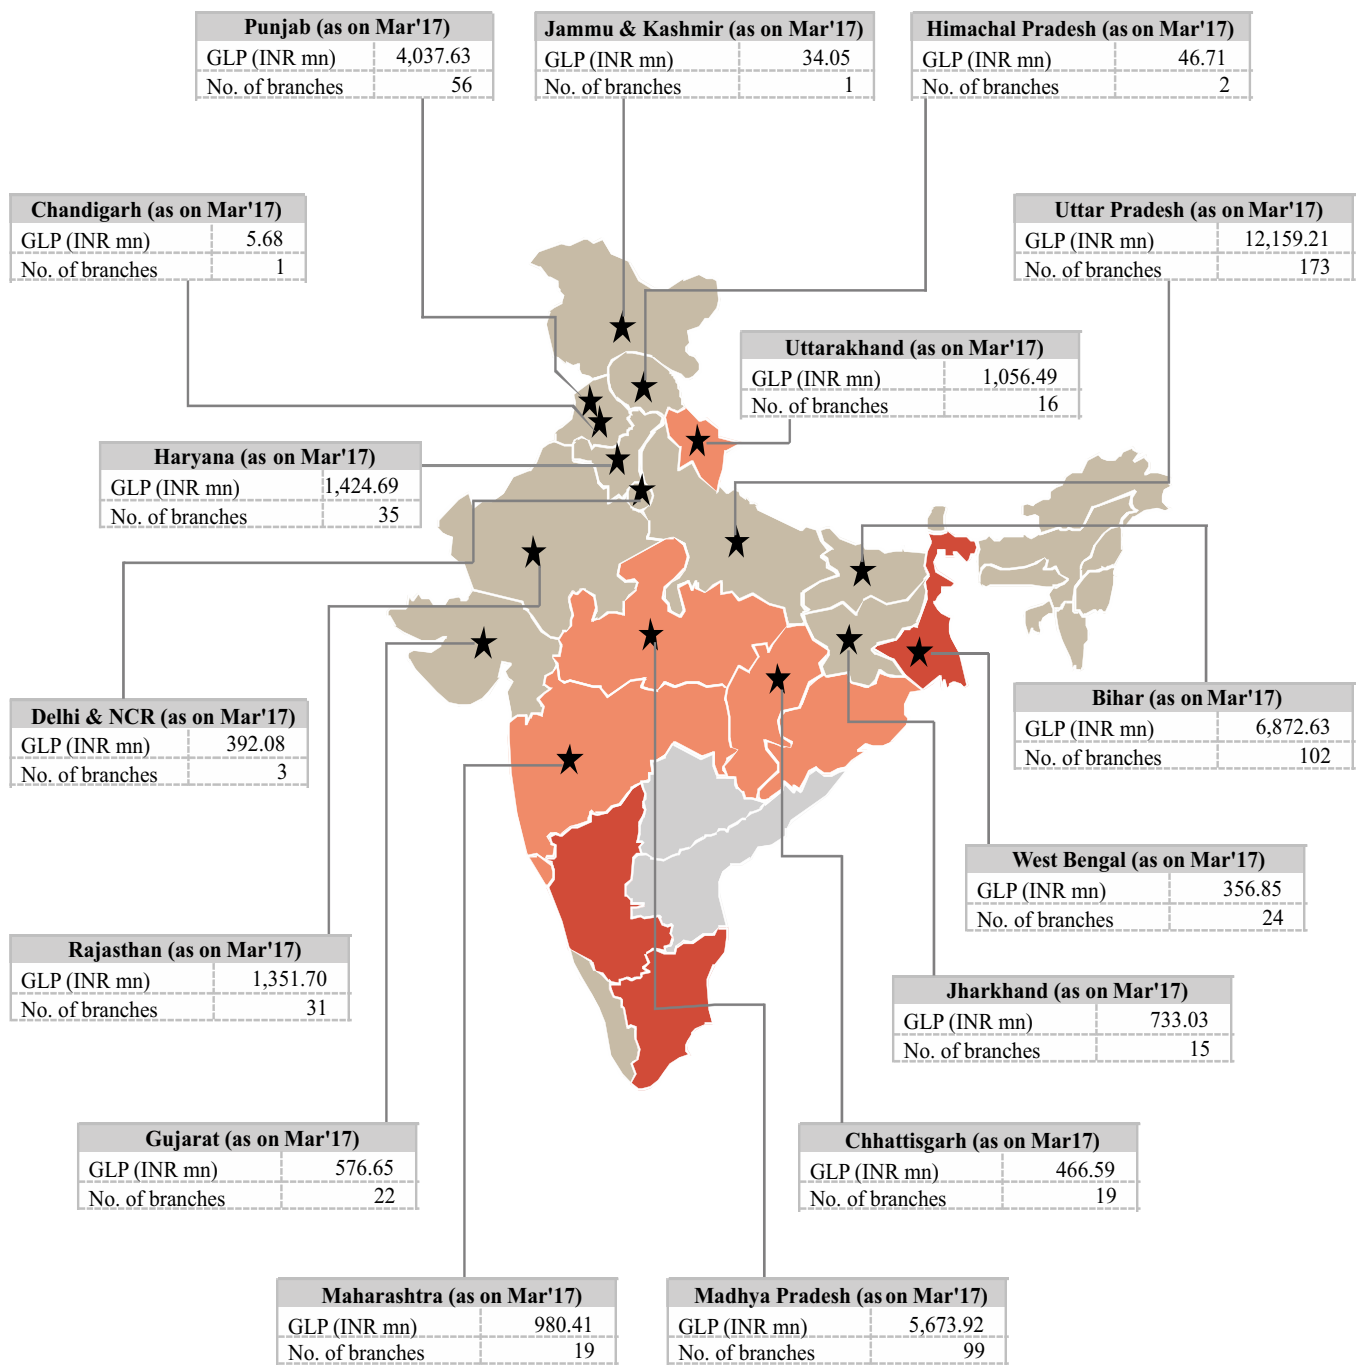 Punjab (as on Mar'17)
GLP (INR mn) 4,037.63
No. of branches 56
Jammu & Kashmir (as on Mar'17)
GLP (INR mn) 34.05
No. of branches 1
Himachal Pradesh (as on Mar'17)
GLP (INR mn) 46.71
No. of branches 2
Chandigarh (as on Mar'17)
GLP (INR mn) 5.68
No. of branches 1
Uttar Pradesh (as on Mar'17)
GLP (INR mn) 12,159.21
No. of branches 173
Uttarakhand (as on Mar'17)
GLP (INR mn) 1,056.49
No. of branches 16
Haryana (as on Mar'17)
GLP (INR mn) 1,424.69
No. of branches 35
Delhi & NCR (as on Mar'17)
GLP (INR mn) 392.08
No. of branches 3
Bihar (as on Mar'17)
GLP (INR mn) 6,872.63
No. of branches 102
West Bengal (as on Mar'17)
GLP (INR mn) 356.85
No. of branches 24
Rajasthan (as on Mar'17)
GLP (INR mn) 1,351.70
No. of branches 31
Jharkhand (as on Mar'17)
GLP (INR mn) 733.03
No. of branches 15
Gujarat (as on Mar'17)
GLP (INR mn) 576.65
No. of branches 22
Chhattisgarh (as on Mar17)
GLP (INR mn) 466.59
No. of branches 19
Maharashtra (as on Mar'17)
GLP (INR mn) 980.41
No. of branches 19
Madhya Pradesh (as on Mar'17)
GLP (INR mn) 5,673.92
No. of branches 99